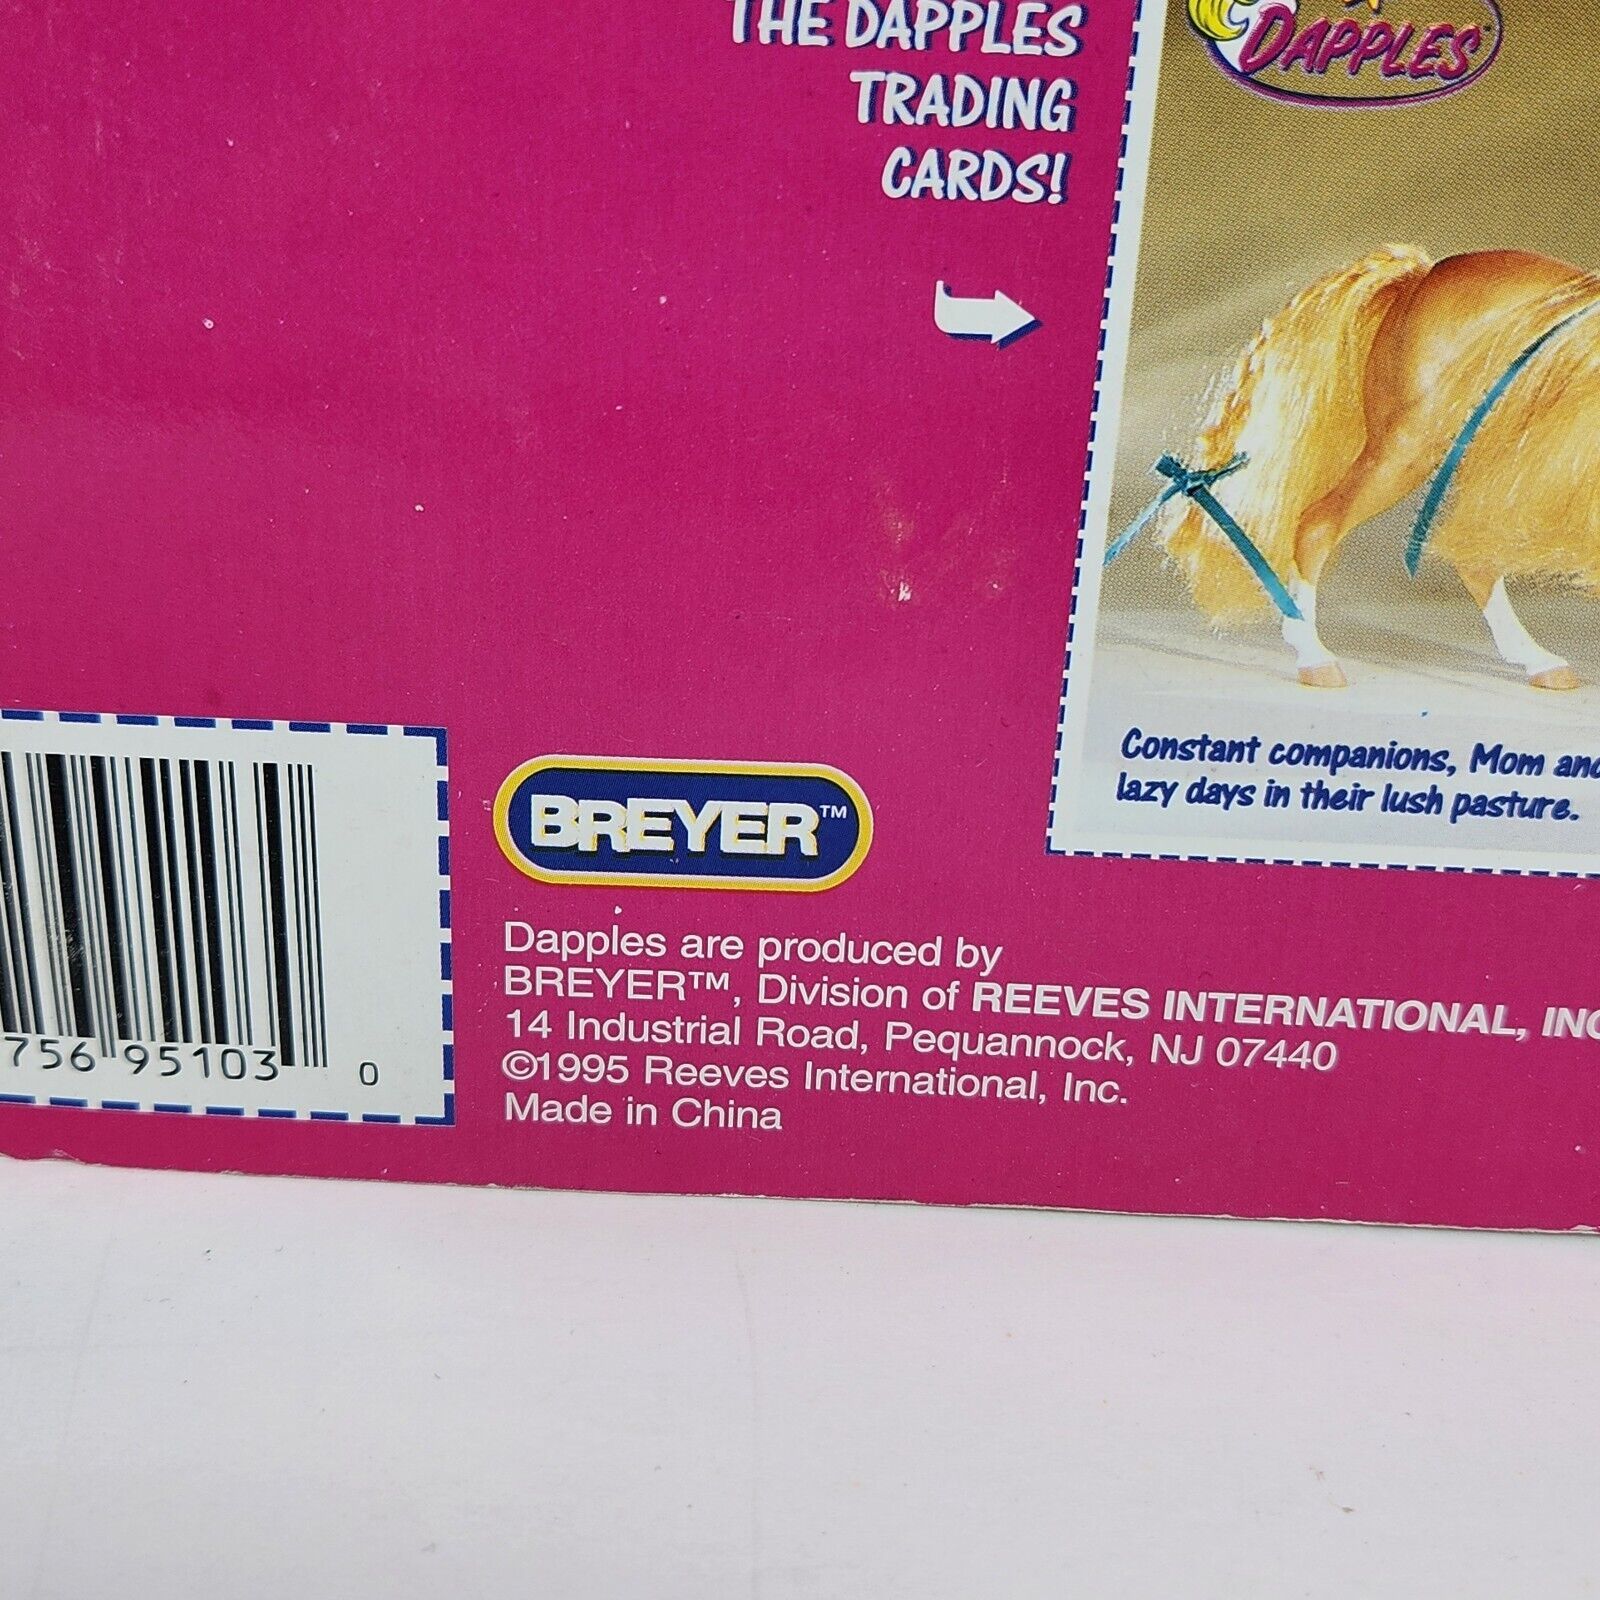 THE DAPPLES
TRADING
CARDS!
DAPPLES
Constant companions, Mom and
lazy days in their lush pasture.
BREYER™
Dapples are produced by
BREYER™, Division of REEVES INTERNATIONAL, INC
14 Industrial Road, Pequannock, NJ 07440
©1995 Reeves International, Inc.
Made in China
756 95103 0